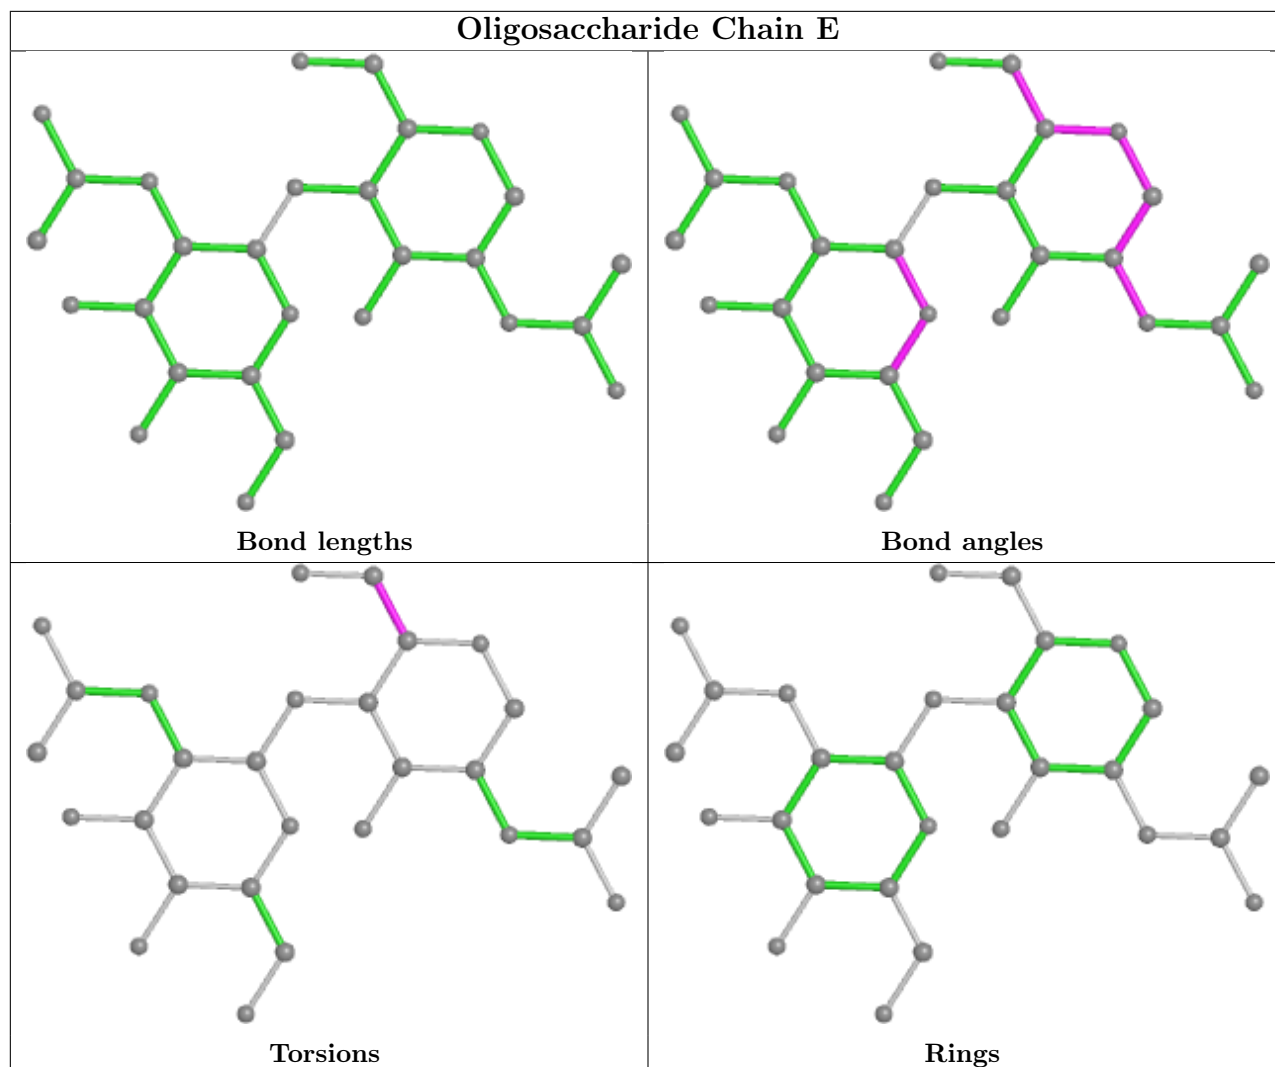 Oligosaccharide Chain E
Bond lengths
Bond angles
Torsions
Rings